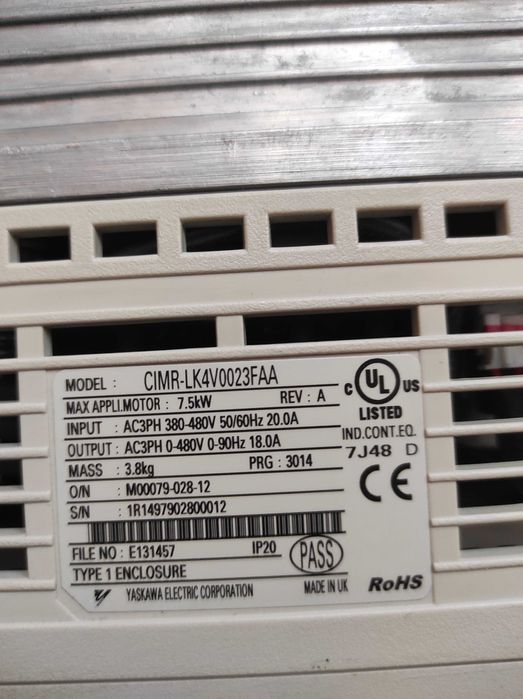 MODEL : CIMR-LK4V0023FAA
MAX APPLI.MOTOR : 7.5kW REV : A
INPUT : AC3PH 380-480V 50/60Hz 20.0A
OUTPUT : AC3PH 0-480V 0-90Hz 18.0A
MASS : 3.8kg PRG : 3014
O/N : M00079-028-12
S/N : 1R1497902800012
FILE NO : E131457 IP20 PASS
TYPE 1 ENCLOSURE
YASKAWA ELECTRIC CORPORATION MADE IN UK
C UL US
LISTED
IND.CONT.EQ.
7J48 D
CE
RoHS